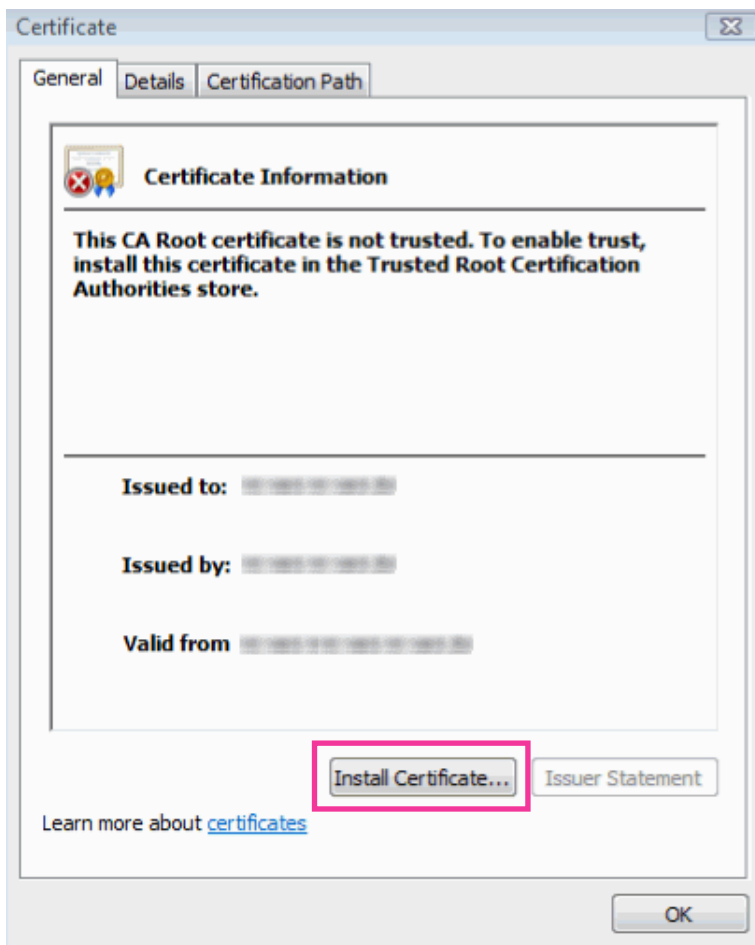 Certificate
General Details Certification Path
Certificate Information
This CA Root certificate is not trusted. To enable trust,
install this certificate in the Trusted Root Certification
Authorities store.
Issued to:
Issued by:
Valid from
Install Certificate... Issuer Statement
Learn more about certificates
OK